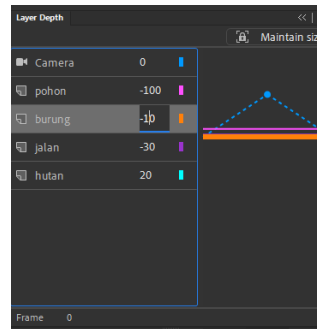 Layer Depth
Maintain siz
Camera 0
pohon -100
burung -10
jalan -30
hutan 20
Frame 0